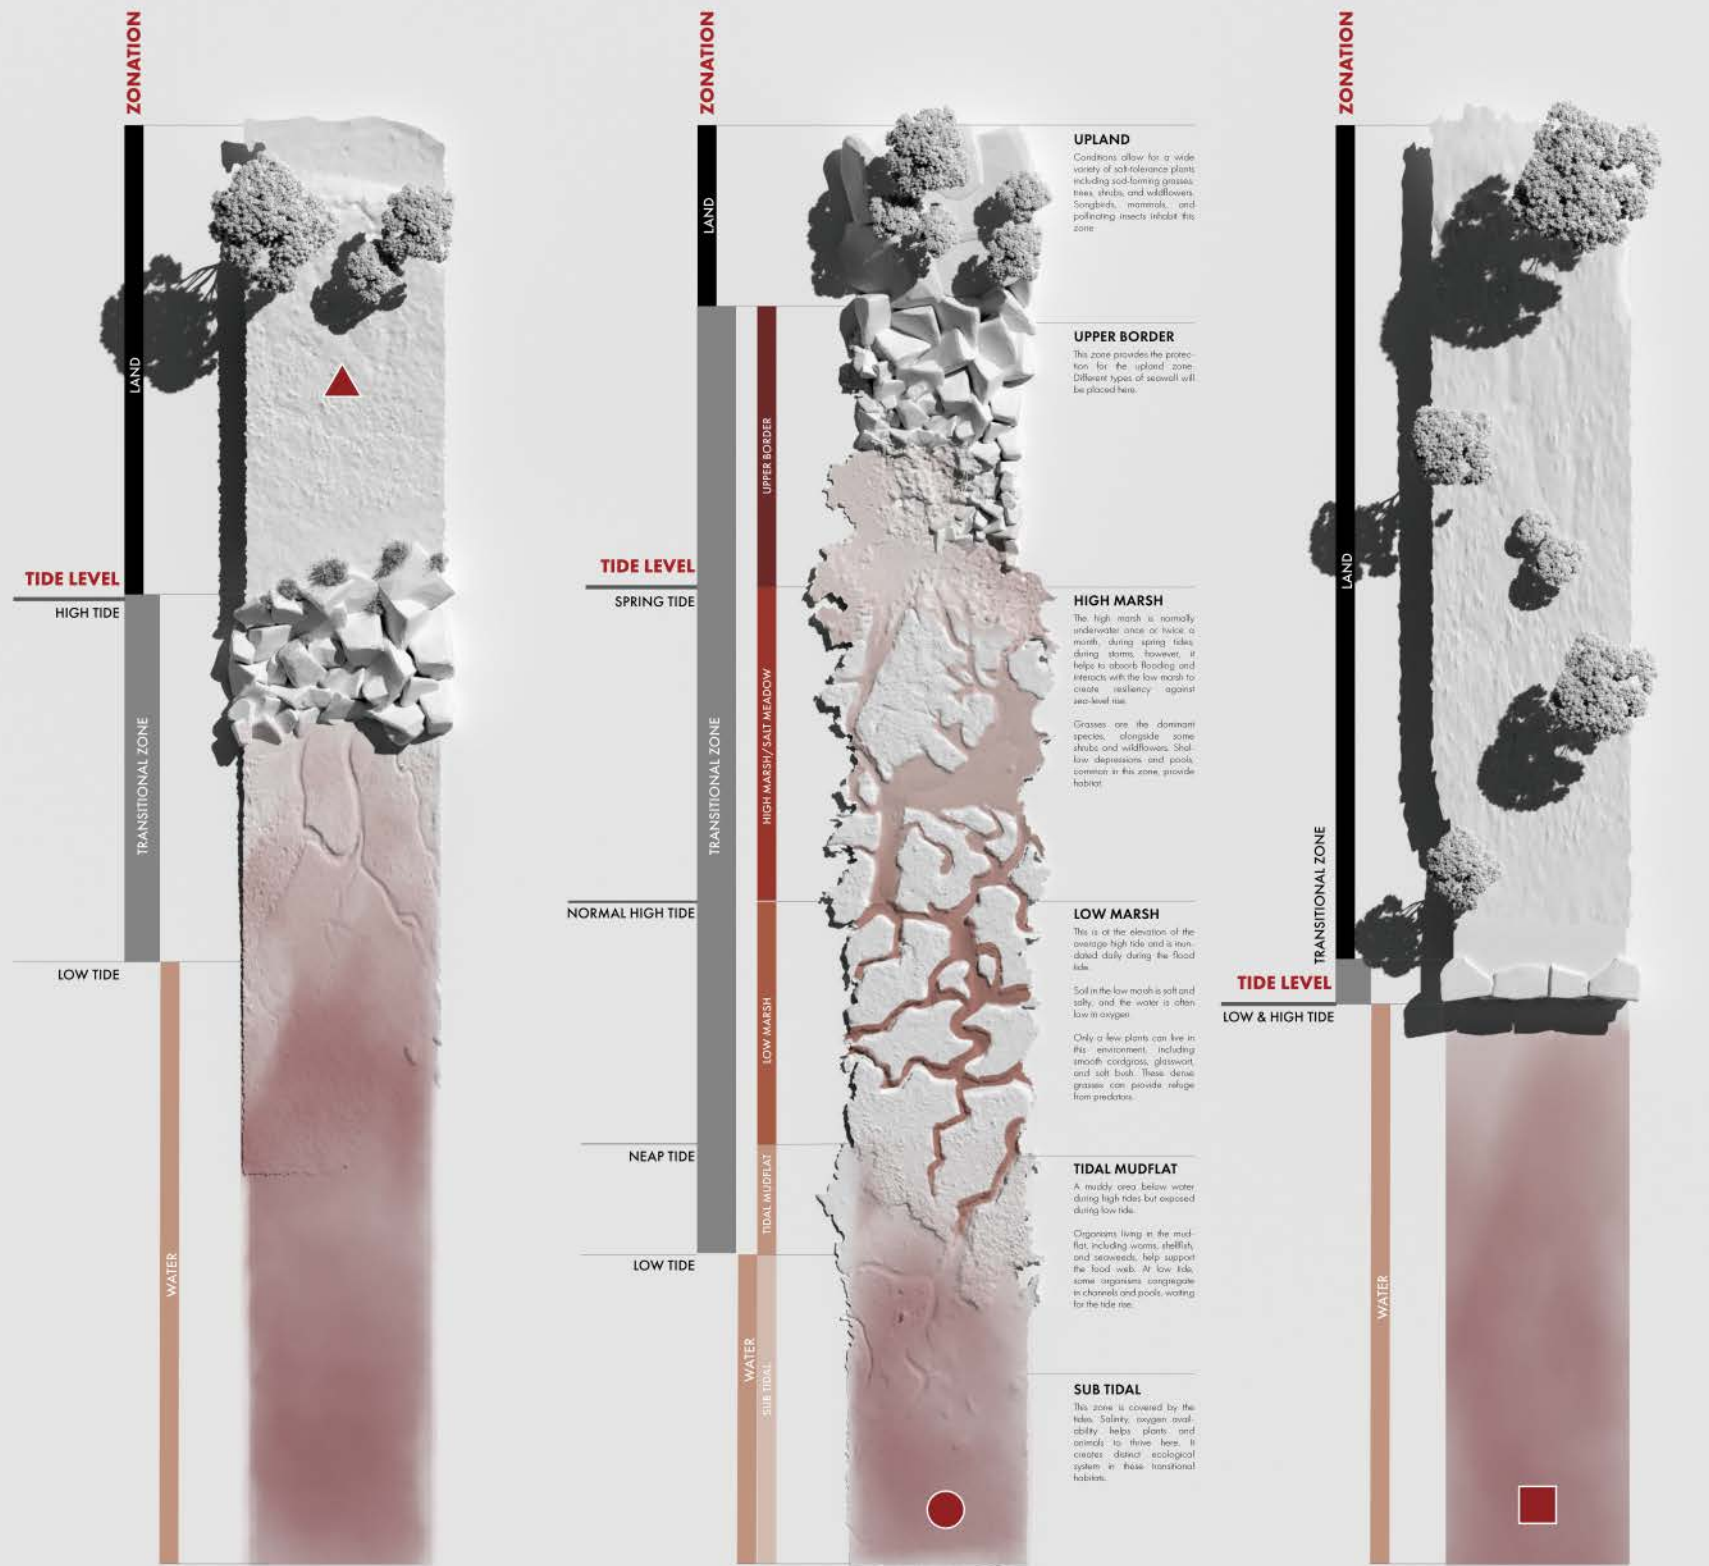 ZONATION
LAND
TIDE LEVEL
HIGH TIDE
TRANSITIONAL ZONE
LOW TIDE
WATER
ZONATION
LAND
UPPER BORDER
TIDE LEVEL
SPRING TIDE
TRANSITIONAL ZONE
HIGH MARSH/SALT MEADOW
NORMAL HIGH TIDE
LOW MARSH
NEAP TIDE
TIDAL MUDFLAT
LOW TIDE
WATER
SUB TIDAL
UPLAND
Conditions allow for a wide
variety of salt-tolerance plants
including sod-forming grasses,
trees, shrubs, and wildflowers.
Songbirds, mammals, and
pollinating insects inhabit this
zone
UPPER BORDER
This zone provides the protec-
tion for the upland zone.
Different types of seawall will
be placed here.
HIGH MARSH
The high marsh is normally
underwater once or twice a
month, during spring tides;
during storms, however, it
helps to absorb flooding and
interacts with the low marsh to
create resiliency against
sea-level rise.
Grasses are the dominant
species, alongside some
shrubs and wildflowers. Shal-
low depressions and pools,
common in this zone, provide
habitat.
LOW MARSH
This is at the elevation of the
average high tide and is inun-
dated daily during the flood
tide.
Soil in the low marsh is soft and
salty, and the water is often
low in oxygen
Only a few plants can live in
this environment, including
smooth cordgrass, glasswort,
and salt bush. These dense
grasses can provide refuge
from predators.
TIDAL MUDFLAT
A muddy area below water
during high tides but exposed
during low tide.
Organisms living in the mud-
flat, including worms, shellfish,
and seaweeds, help support
the food web. At low tide,
some organisms congregate
in channels and pools, waiting
for the tide rise.
SUB TIDAL
This zone is covered by the
tides. Salinity, oxygen avail-
ability helps plants and
animals to thrive here. It
creates distinct ecological
system in these transitional
habitats.
ZONATION
LAND
TRANSITIONAL ZONE
TIDE LEVEL
LOW & HIGH TIDE
WATER